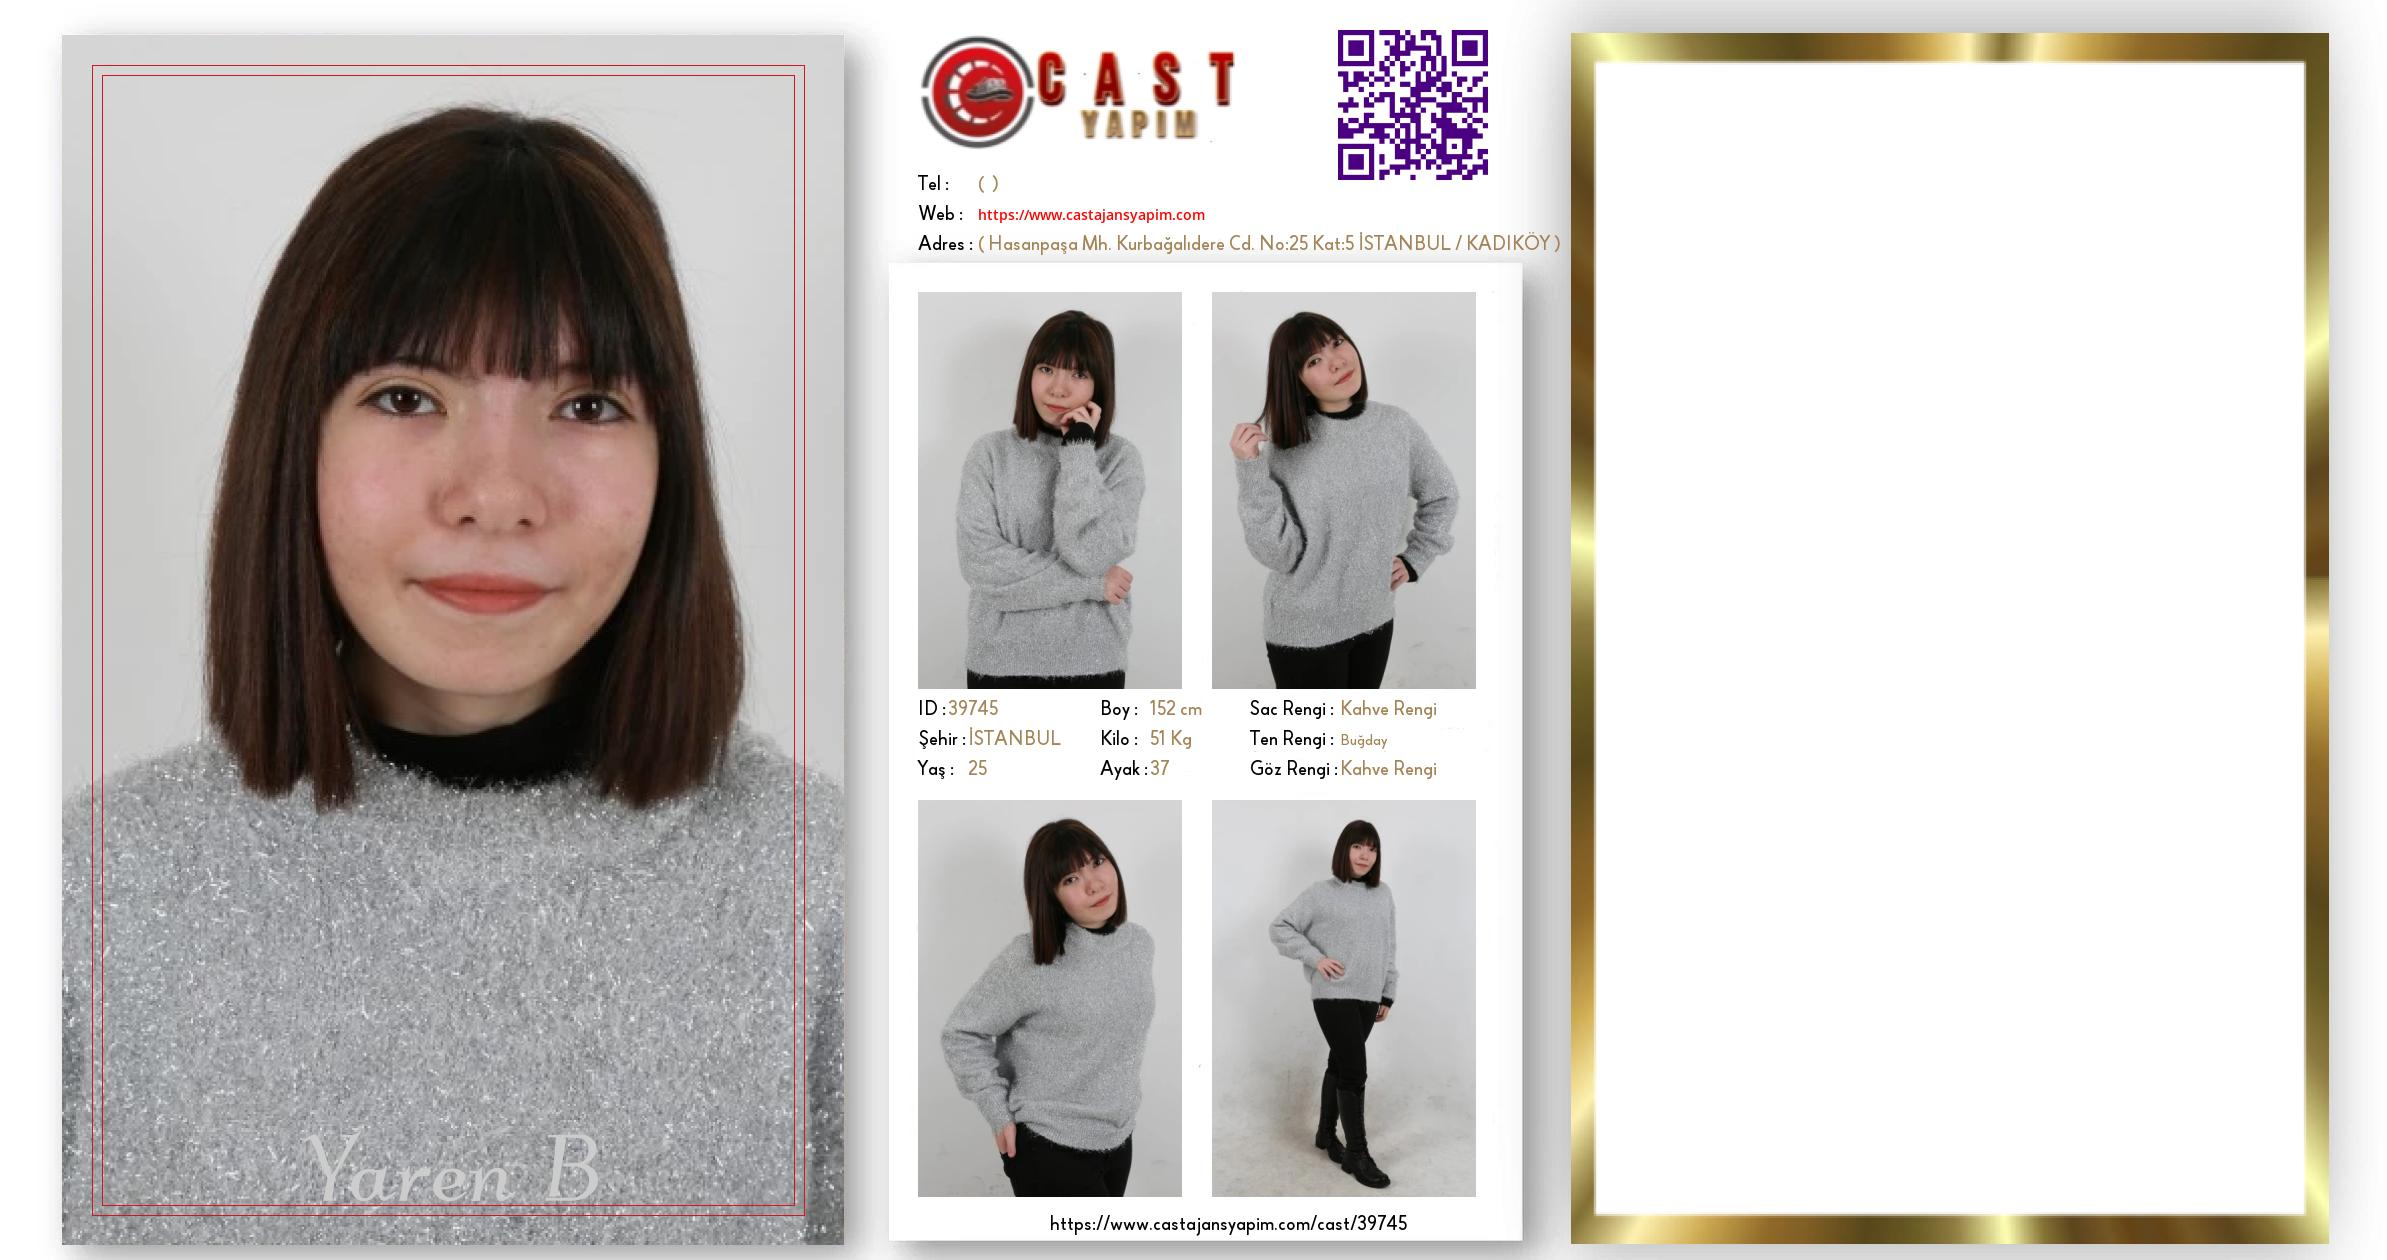 Yaren B
CAST
YAPIM
Tel : ( )
Web : https://www.castajansyapim.com
Adres : ( Hasanpaşa Mh. Kurbağalıdere Cd. No:25 Kat:5 İSTANBUL / KADIKÖY )
ID : 39745 Boy : 152 cm Sac Rengi : Kahve Rengi
Şehir : İSTANBUL Kilo : 51 Kg Ten Rengi : Buğday
Yaş : 25 Ayak : 37 Göz Rengi : Kahve Rengi
https://www.castajansyapim.com/cast/39745